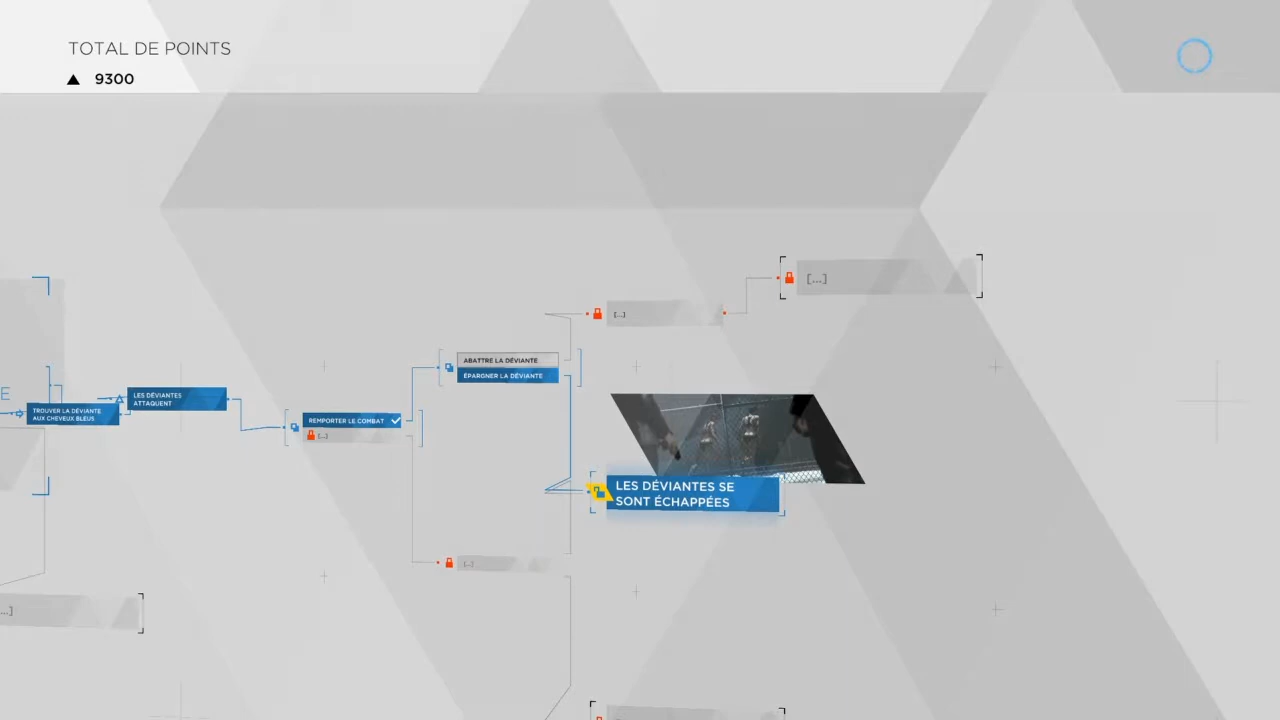 TOTAL DE POINTS
▲ 9300
[...]
[...]
ABATTRE LA DÉVIANTE
ÉPARGNER LA DÉVIANTE
E
LES DÉVIANTES
ATTAQUENT
TROUVER LA DÉVIANTE
AUX CHEVEUX BLEUS
REMPORTER LE COMBAT
[...]
LES DÉVIANTES SE
SONT ÉCHAPPÉES
[...]
...]